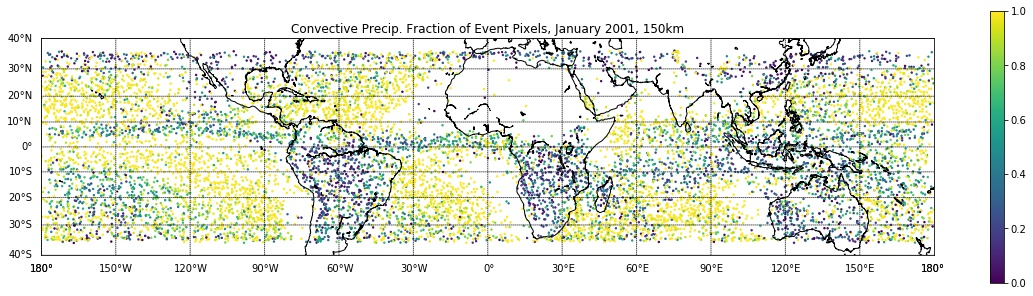 Convective Precip. Fraction of Event Pixels, January 2001, 150km
40°N
30°N
20°N
10°N
0°
10°S
20°S
30°S
40°S
180° 150°W 120°W 90°W 60°W 30°W 0° 30°E 60°E 90°E 120°E 150°E 180°
1.0
0.8
0.6
0.4
0.2
0.0